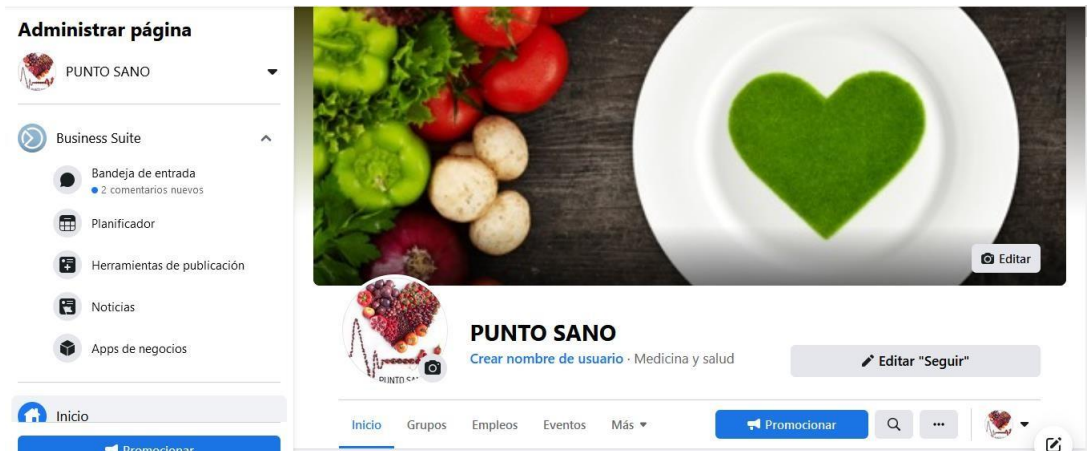 Administrar página
PUNTO SANO
Business Suite
Bandeja de entrada
2 comentarios nuevos
Planificador
Herramientas de publicación
Noticias
Apps de negocios
Inicio
Promocionar
Editar
PUNTO SANO
PUNTO SANO
Crear nombre de usuario · Medicina y salud
Editar "Seguir"
Inicio Grupos Empleos Eventos Más
Promocionar